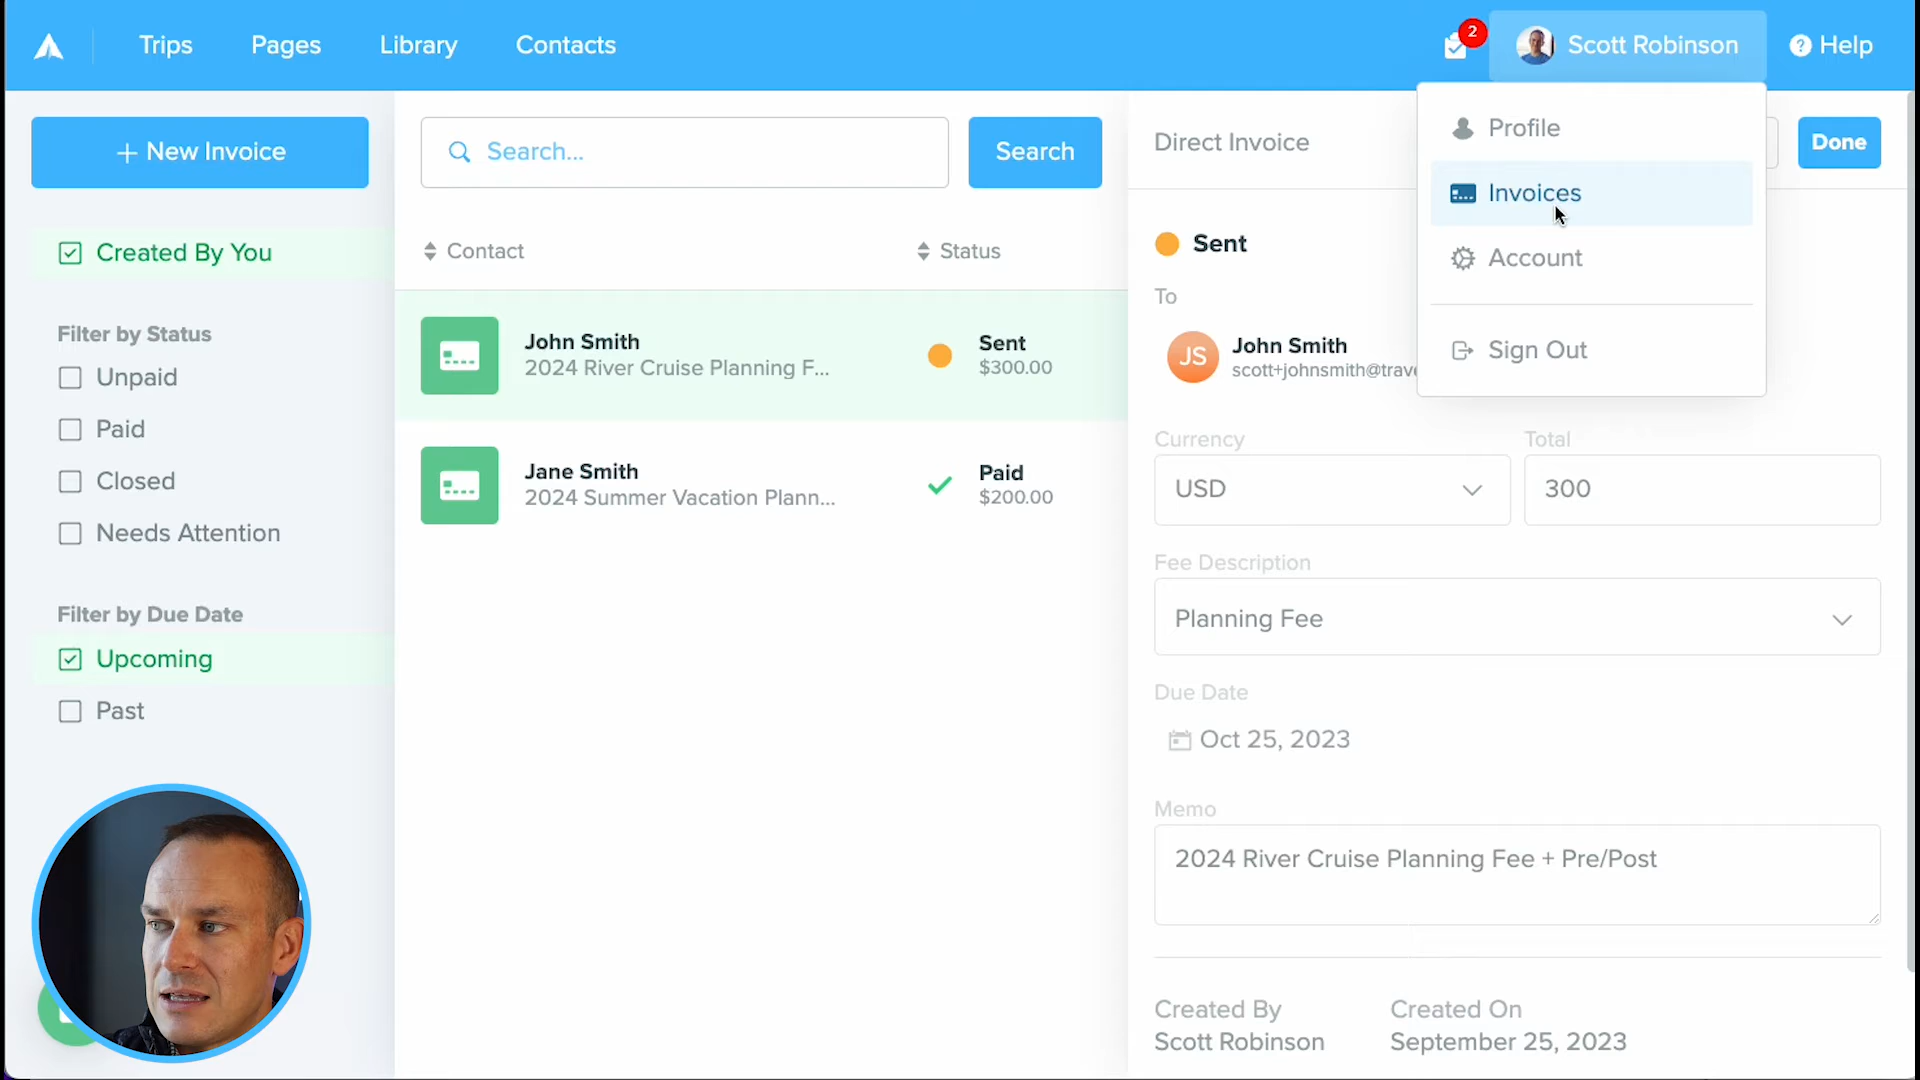 Trips
Pages
Library
Contacts
2
Scott Robinson
? Help
+ New Invoice
Created By You
Filter by Status
Unpaid
Paid
Closed
Needs Attention
Filter by Due Date
Upcoming
Past
Search...
Search
Contact
Status
John Smith
2024 River Cruise Planning F...
Sent
$300.00
Jane Smith
2024 Summer Vacation Plann...
Paid
$200.00
Direct Invoice
Done
Profile
Invoices
Account
Sign Out
Sent
To
JS
John Smith
scott+johnsmith@trave
Currency
Total
USD
300
Fee Description
Planning Fee
Due Date
Oct 25, 2023
Memo
2024 River Cruise Planning Fee + Pre/Post
Created By
Created On
Scott Robinson
September 25, 2023